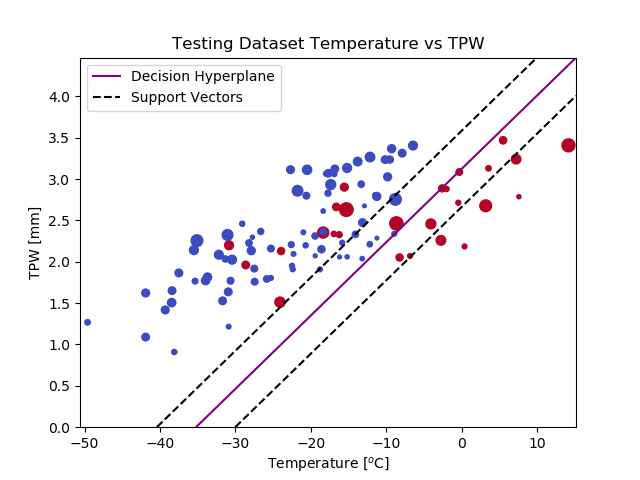 Testing Dataset Temperature vs TPW
Decision Hyperplane
Support Vectors
TPW [mm]
4.0
3.5
3.0
2.5
2.0
1.5
1.0
0.5
0.0
−50 −40 −30 −20 −10 0 10
Temperature [°C]